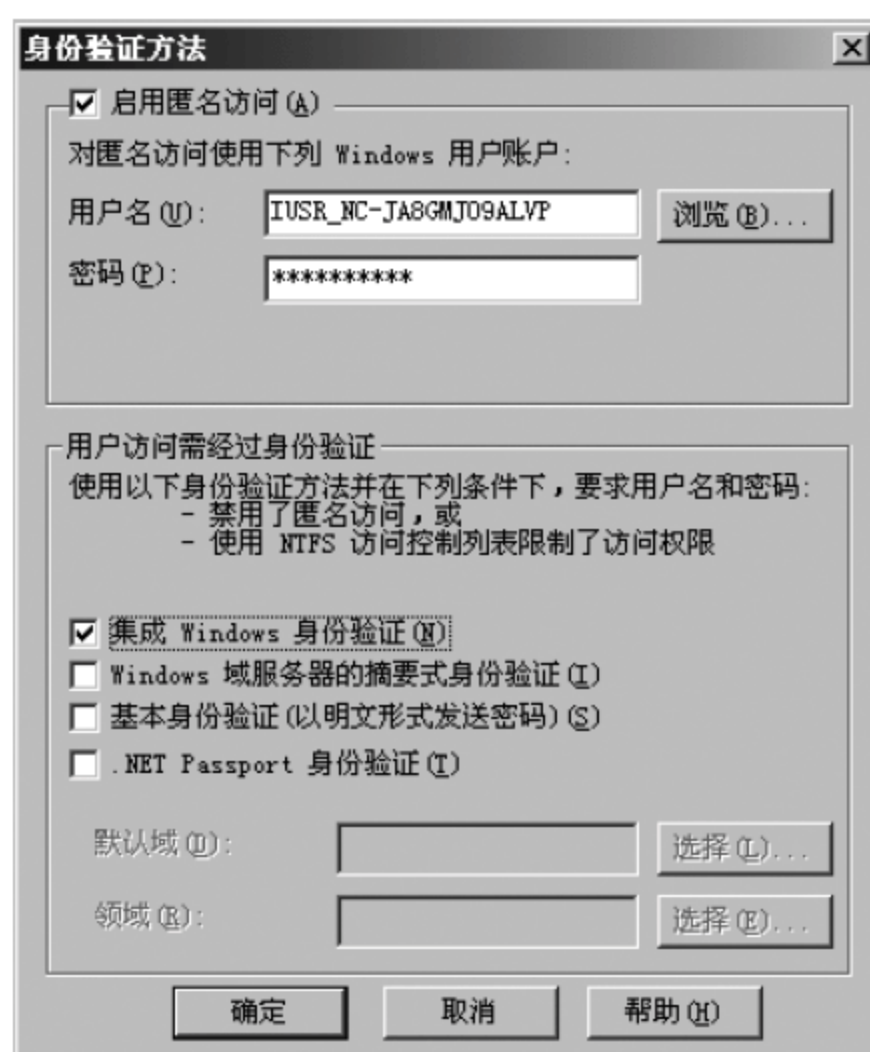 身份验证方法
启用匿名访问(A)
对匿名访问使用下列 Windows 用户账户:
用户名(U): IUSR_NC-JA8GMJO9ALVP 浏览(B)...
密码(P): **********
用户访问需经过身份验证
使用以下身份验证方法并在下列条件下，要求用户名和密码:
- 禁用了匿名访问，或
- 使用 NTFS 访问控制列表限制了访问权限
集成 Windows 身份验证(N)
Windows 域服务器的摘要式身份验证(I)
基本身份验证(以明文形式发送密码)(S)
.NET Passport 身份验证(T)
默认域(D): 选择(L)...
领域(R): 选择(E)...
确定 取消 帮助(H)